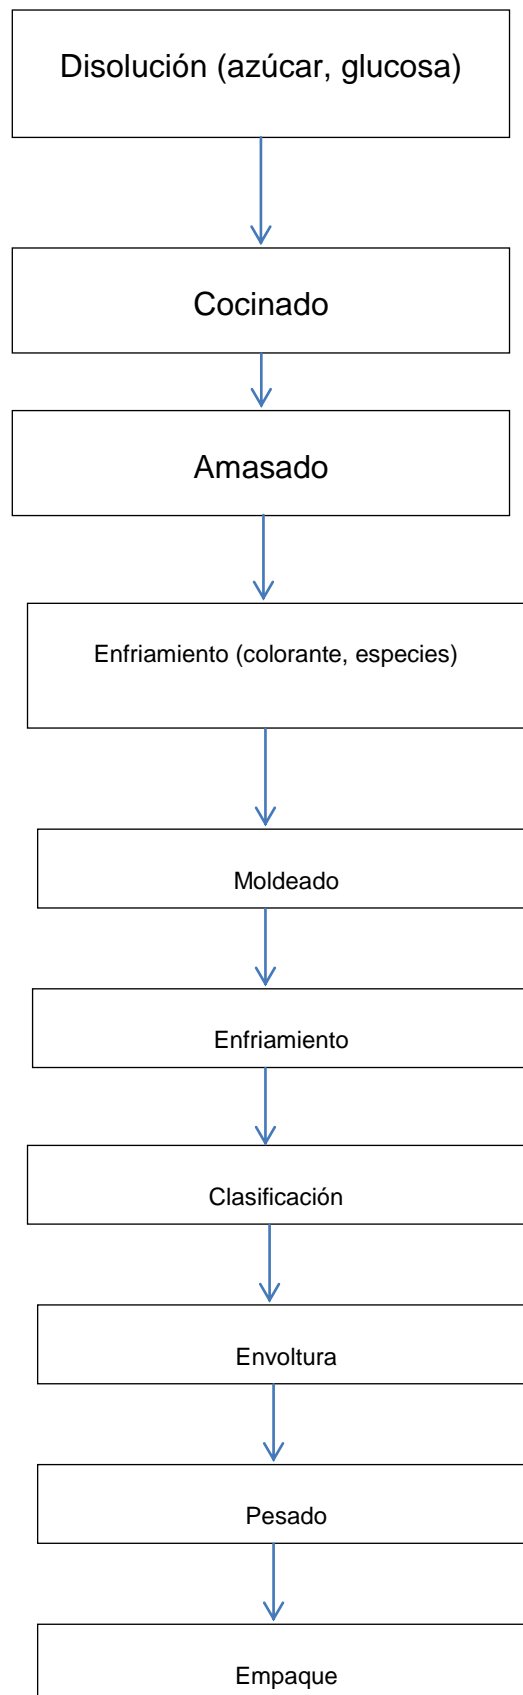 Disolución (azúcar, glucosa)
Cocinado
Amasado
Enfriamiento (colorante, especies)
Moldeado
Enfriamiento
Clasificación
Envoltura
Pesado
Empaque